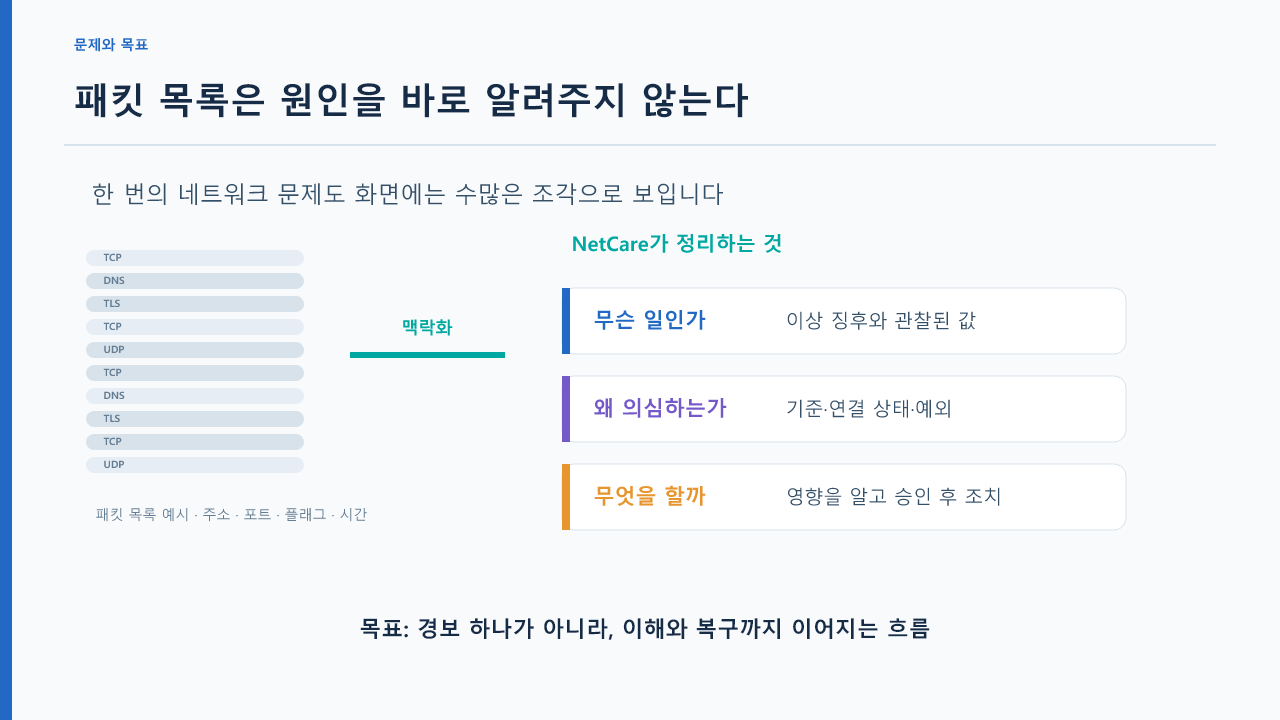 문제와 목표
패킷 목록은 원인을 바로 알려주지 않는다
한 번의 네트워크 문제도 화면에는 수많은 조각으로 보입니다
TCP
DNS
TLS
TCP
UDP
TCP
DNS
TLS
TCP
UDP
패킷 목록 예시 · 주소 · 포트 · 플래그 · 시간
맥락화
NetCare가 정리하는 것
무슨 일인가 이상 징후와 관찰된 값
왜 의심하는가 기준·연결 상태·예외
무엇을 할까 영향을 알고 승인 후 조치
목표: 경보 하나가 아니라, 이해와 복구까지 이어지는 흐름